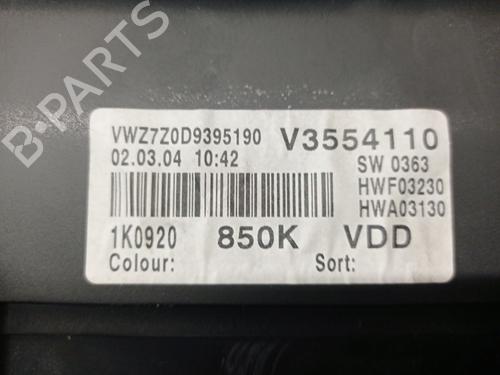 B-PARTS
VWZ7Z0D9395190 V3554110
02.03.04 10:42 SW 0363
HWF03230
HWA03130
1K0920 850K VDD
Colour: Sort: